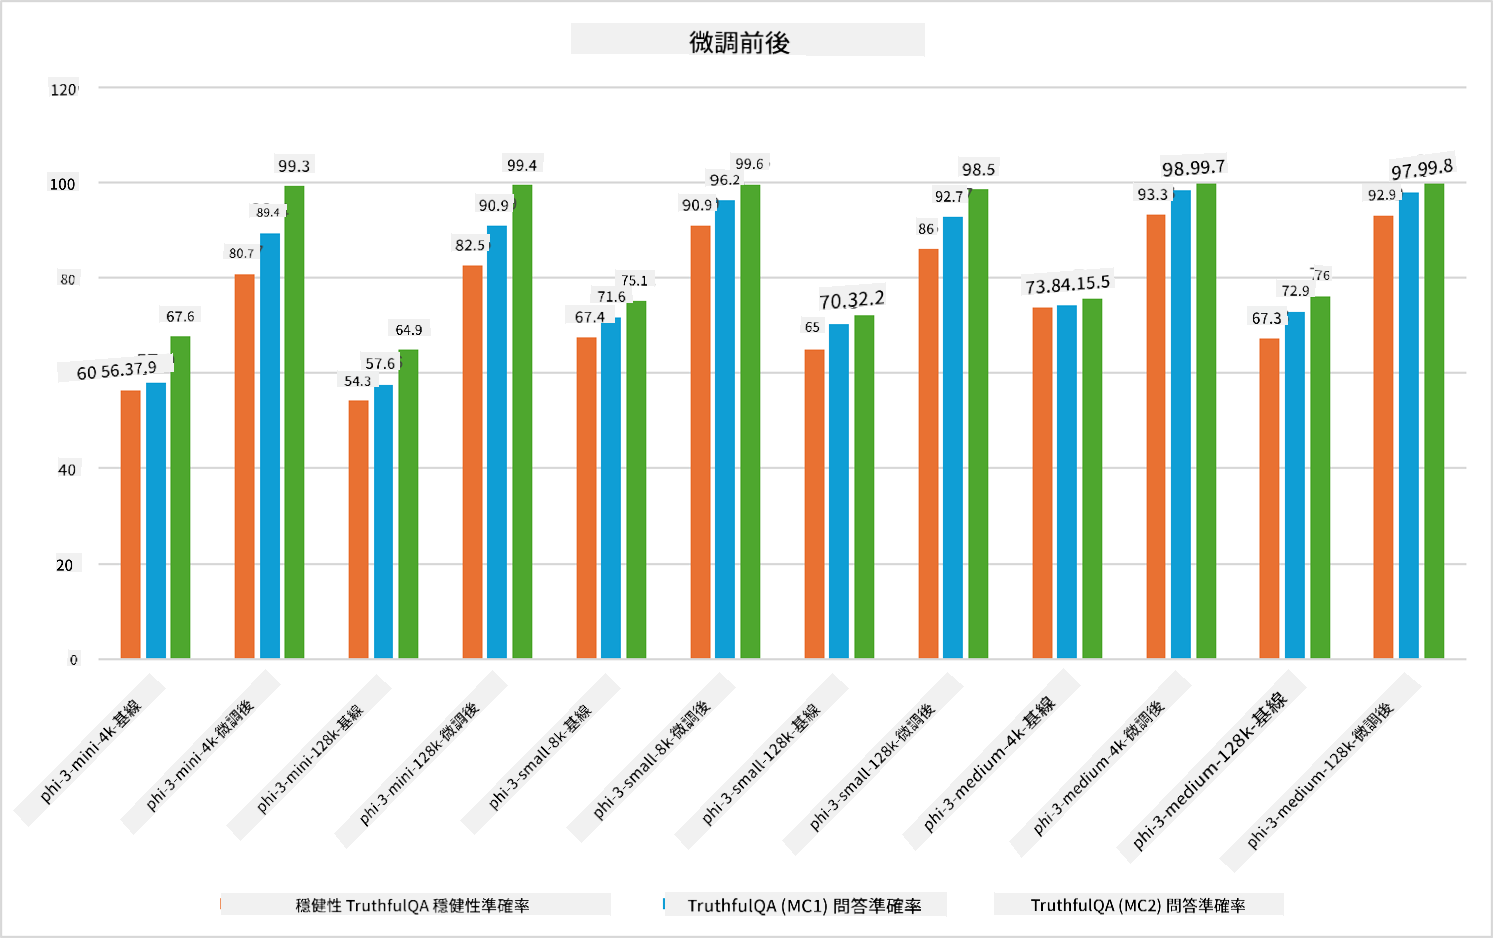 微調前後
120
100
80
60
40
20
0
56.37.9
67.6
80.7
89.4
99.3
54.3
57.6
64.9
82.5
90.9
99.4
67.4
71.6
75.1
90.9
96.2
99.6
65
70.32.2
86
92.7
98.5
73.84.15.5
93.3
98.99.7
67.3
72.9
76
92.9
97.99.8
phi-3-mini-4k-基線
phi-3-mini-4k-微調後
phi-3-mini-128k-基線
phi-3-mini-128k-微調後
phi-3-small-8k-基線
phi-3-small-8k-微調後
phi-3-small-128k-基線
phi-3-small-128k-微調後
phi-3-medium-4k-基線
phi-3-medium-4k-微調後
phi-3-medium-128k-基線
phi-3-medium-128k-微調後
穩健性 TruthfulQA 穩健性準確率
TruthfulQA (MC1) 問答準確率
TruthfulQA (MC2) 問答準確率